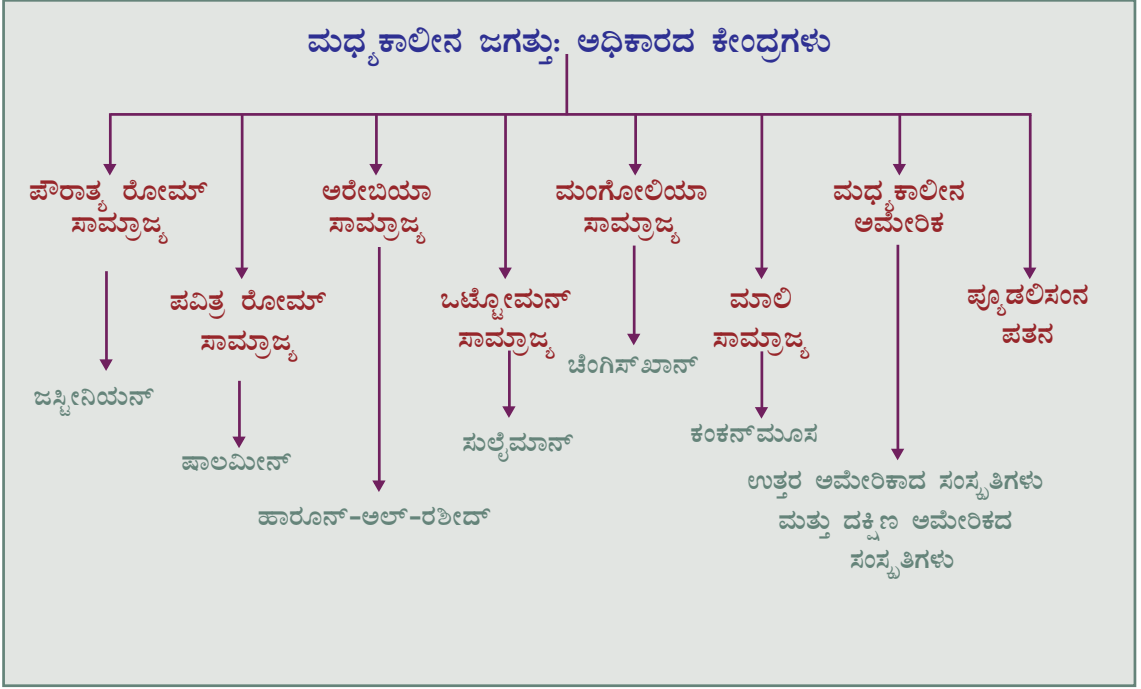 ಮಧ್ಯಕಾಲೀನ ಜಗತ್ತು: ಅಧಿಕಾರದ ಕೇಂದ್ರಗಳು
ಪೌರಾತ್ಯ ರೋಮ್
ಸಾಮ್ರಾಜ್ಯ
ಜಸ್ಟೀನಿಯನ್
ಪವಿತ್ರ ರೋಮ್
ಸಾಮ್ರಾಜ್ಯ
ಷಾಲಮೀನ್
ಅರೇಬಿಯಾ
ಸಾಮ್ರಾಜ್ಯ
ಹಾರೂನ್-ಅಲ್-ರಶೀದ್
ಒಟ್ಟೋಮನ್
ಸಾಮ್ರಾಜ್ಯ
ಸುಲೈಮಾನ್
ಮಂಗೋಲಿಯಾ
ಸಾಮ್ರಾಜ್ಯ
ಚೆಂಗಿಸ್‌ಖಾನ್
ಮಾಲಿ
ಸಾಮ್ರಾಜ್ಯ
ಕಂಕನ್‌ಮೂಸ
ಮಧ್ಯಕಾಲೀನ
ಅಮೇರಿಕ
ಉತ್ತರ ಅಮೇರಿಕಾದ ಸಂಸ್ಕೃತಿಗಳು
ಮತ್ತು ದಕ್ಷಿಣ ಅಮೇರಿಕದ
ಸಂಸ್ಕೃತಿಗಳು
ಪ್ಯೂಡಲಿಸಂನ
ಪತನ